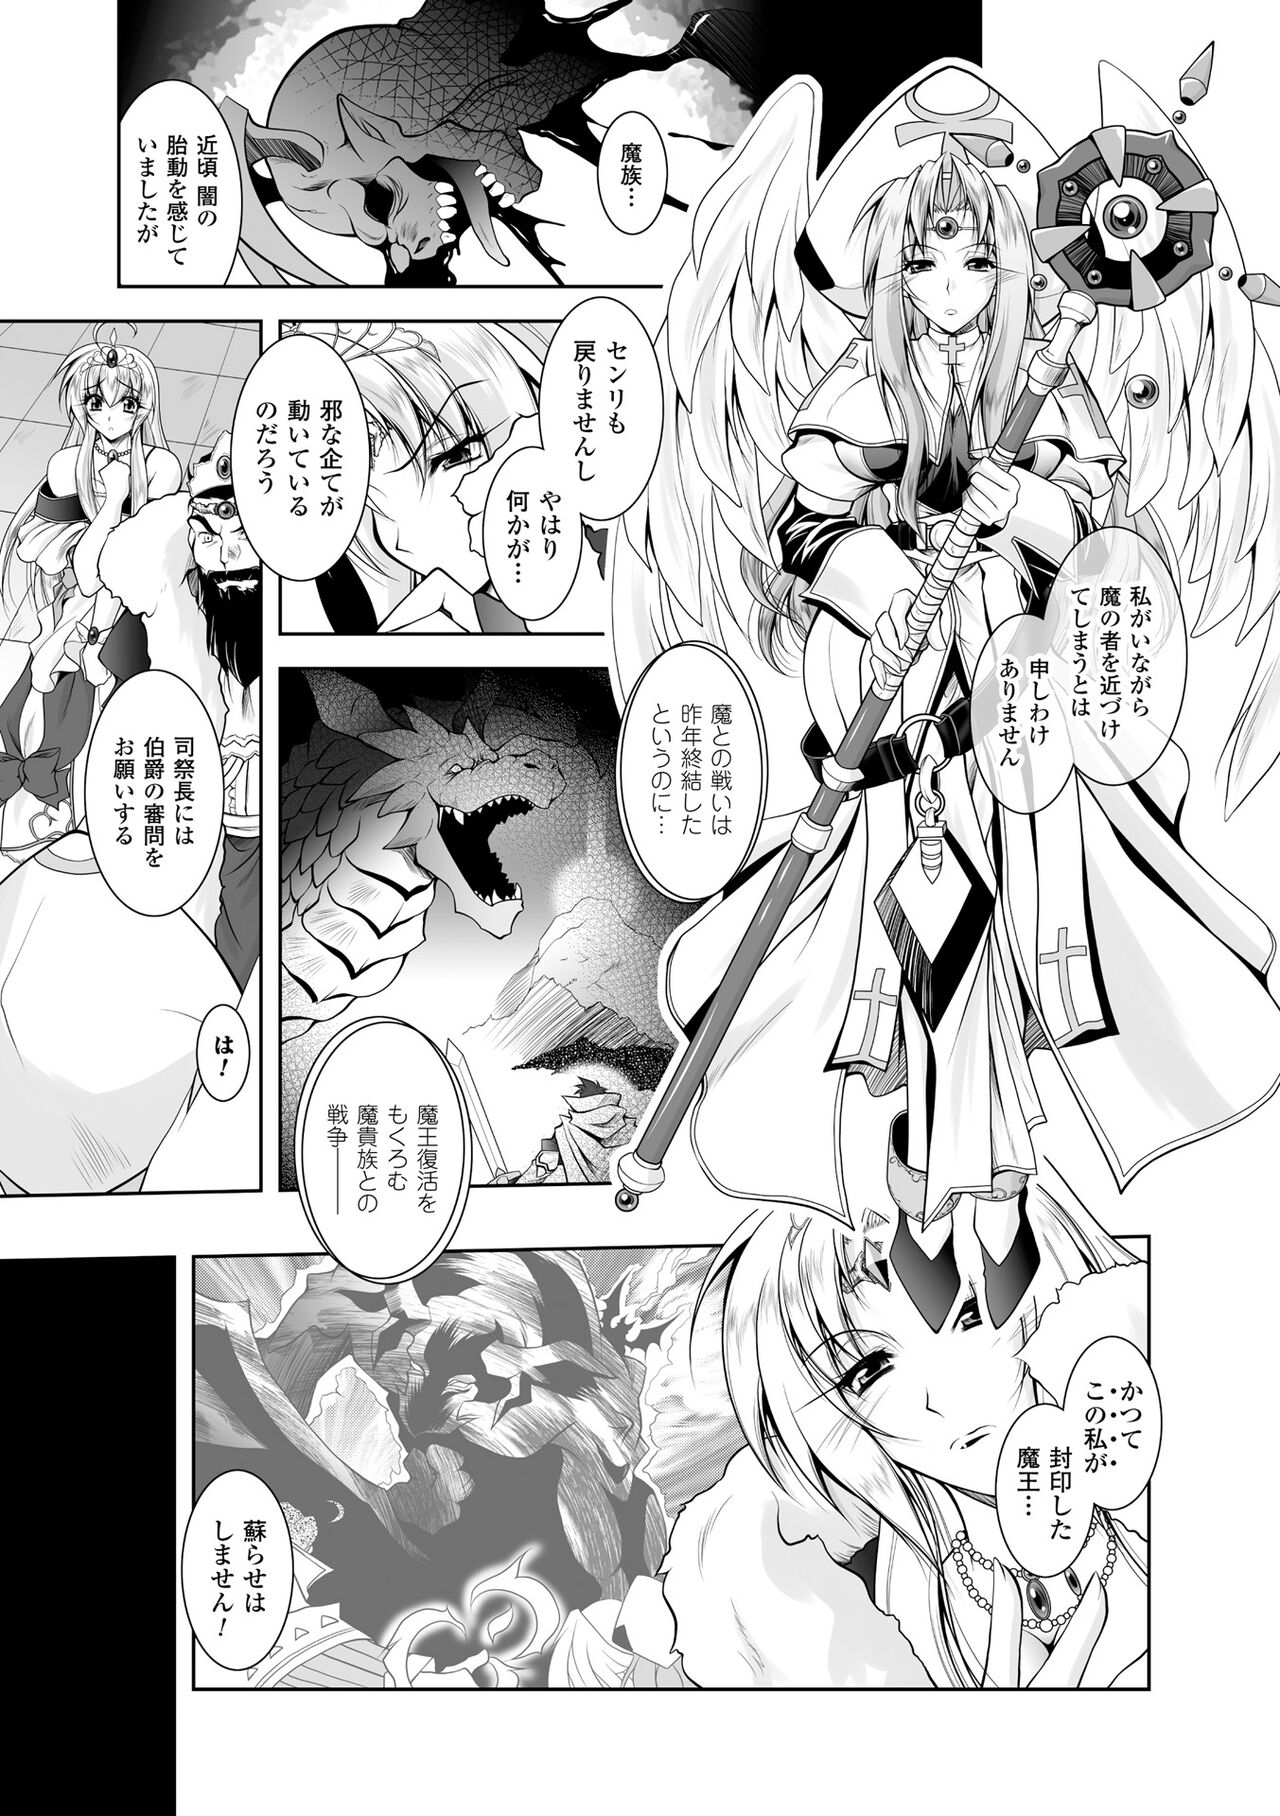 魔族…
近頃 闇の
胎動を感じて
いましたが
私がいながら
魔の者を近づけ
てしまうとは
申しわけ
ありません
センリも
戻りませんし
やはり
何かが…
邪な企てが
動いている
のだろう
司祭長には
伯爵の審問を
お願いする
は！
魔との戦いは
昨年終結した
というのに…
魔王復活を
もくろむ
魔貴族との
戦争――
かつて
この私が
封印した
魔王…
蘇らせは
しません！